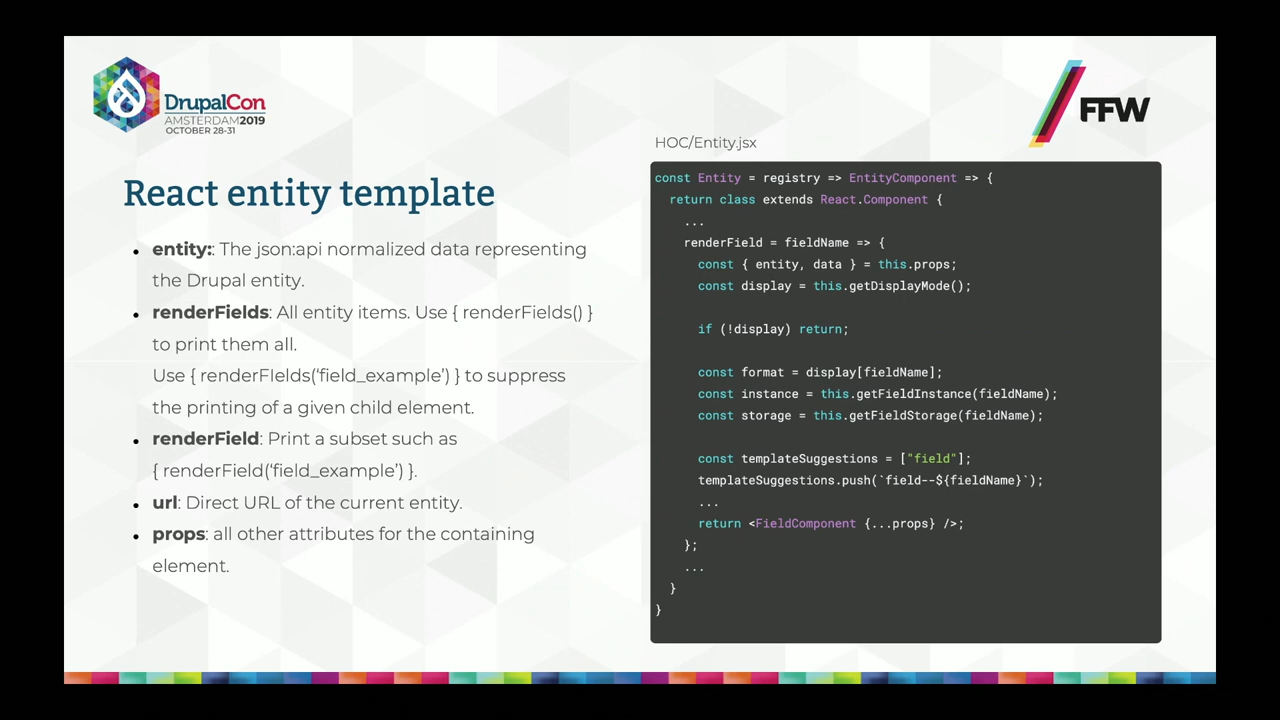 DrupalCon
AMSTERDAM2019
OCTOBER 28-31
FFW
React entity template
entity:: The json:api normalized data representing
the Drupal entity.
renderFields: All entity items. Use { renderFields() }
to print them all.
Use { renderFIelds(‘field_example’) } to suppress
the printing of a given child element.
renderField: Print a subset such as
{ renderField(‘field_example’) }.
url: Direct URL of the current entity.
props: all other attributes for the containing
element.
HOC/Entity.jsx
const Entity = registry => EntityComponent => {
  return class extends React.Component {
    ...
    renderField = fieldName => {
      const { entity, data } = this.props;
      const display = this.getDisplayMode();
      if (!display) return;
      const format = display[fieldName];
      const instance = this.getFieldInstance(fieldName);
      const storage = this.getFieldStorage(fieldName);
      const templateSuggestions = ["field"];
      templateSuggestions.push(`field--${fieldName}`);
      ...
      return <FieldComponent {...props} />;
    };
    ...
  }
}